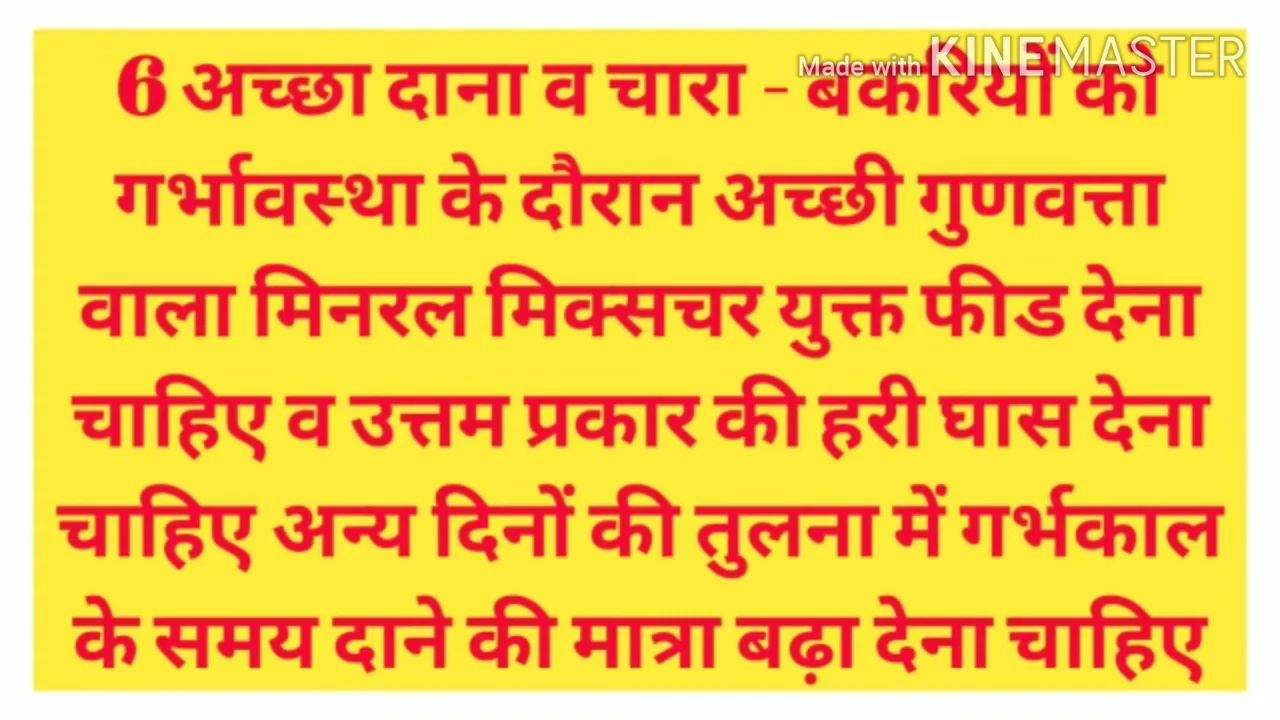 Made with KINEMASTER
6 अच्छा दाना व चारा - बकरियों को
गर्भावस्था के दौरान अच्छी गुणवत्ता
वाला मिनरल मिक्सचर युक्त फीड देना
चाहिए व उत्तम प्रकार की हरी घास देना
चाहिए अन्य दिनों की तुलना में गर्भकाल
के समय दाने की मात्रा बढ़ा देना चाहिए